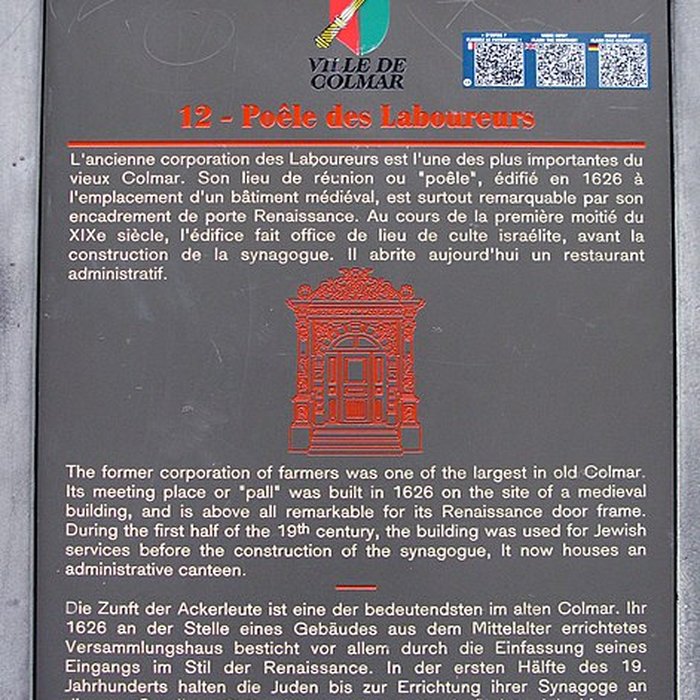 VILLE DE
COLMAR
12 - Poêle des Laboureurs
L'ancienne corporation des Laboureurs est l'une des plus importantes du
vieux Colmar. Son lieu de réunion ou "poêle", édifié en 1626 à
l'emplacement d'un bâtiment médiéval, est surtout remarquable par son
encadrement de porte Renaissance. Au cours de la première moitié du
XIXe siècle, l'édifice fait office de lieu de culte israélite, avant la
construction de la synagogue. Il abrite aujourd'hui un restaurant
administratif.
The former corporation of farmers was one of the largest in old Colmar.
Its meeting place or "pall" was built in 1626 on the site of a medieval
building, and is above all remarkable for its Renaissance door frame.
During the first half of the 19th century, the building was used for Jewish
services before the construction of the synagogue, It now houses an
administrative canteen.
Die Zunft der Ackerleute ist eine der bedeutendsten im alten Colmar. Ihr
1626 an der Stelle eines Gebäudes aus dem Mittelalter errichtetes
Versammlungshaus besticht vor allem durch die Einfassung seines
Eingangs im Stil der Renaissance. In der ersten Hälfte des 19.
Jahrhunderts halten die Juden bis zur Errichtung ihrer Synagoge an